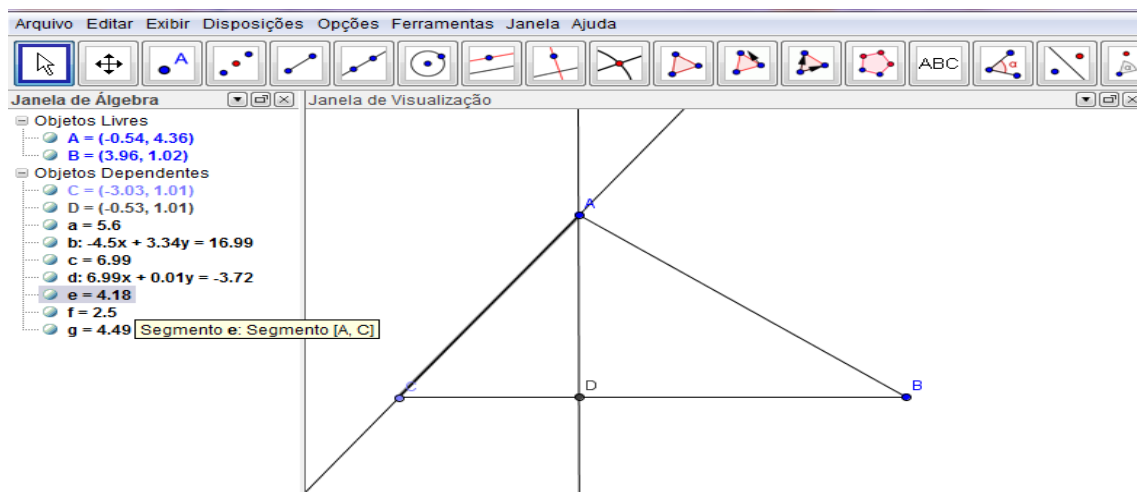 Arquivo Editar Exibir Disposições Opções Ferramentas Janela Ajuda
A
ABC
α
α
Janela de Álgebra
Janela de Visualização
Objetos Livres
A = (-0.54, 4.36)
B = (3.96, 1.02)
Objetos Dependentes
C = (-3.03, 1.01)
D = (-0.53, 1.01)
a = 5.6
b: -4.5x + 3.34y = 16.99
c = 6.99
d: 6.99x + 0.01y = -3.72
e = 4.18
f = 2.5
g = 4.49
Segmento e: Segmento [A, C]
A
C
D
B